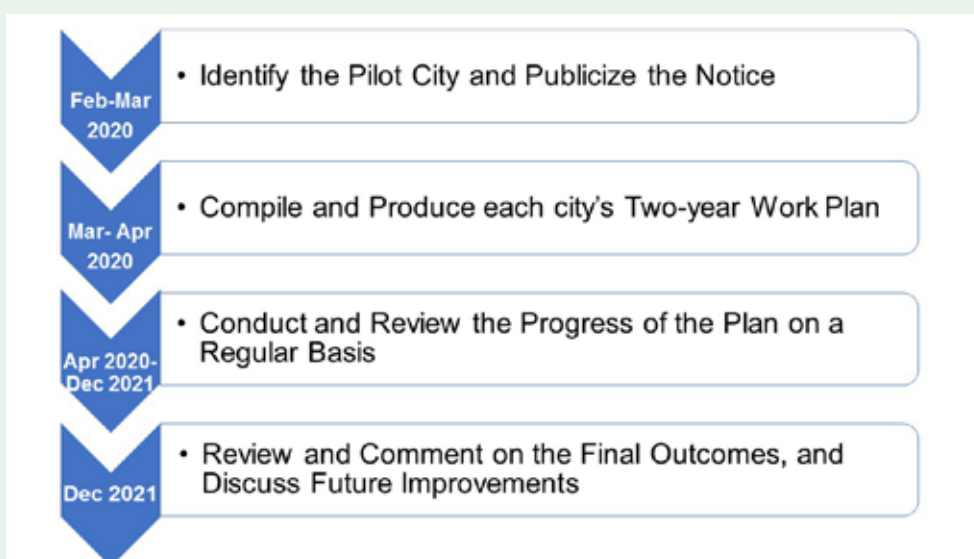 Feb-Mar
2020
• Identify the Pilot City and Publicize the Notice
Mar- Apr
2020
• Compile and Produce each city's Two-year Work Plan
Apr 2020-
Dec 2021
• Conduct and Review the Progress of the Plan on a
Regular Basis
Dec 2021
• Review and Comment on the Final Outcomes, and
Discuss Future Improvements